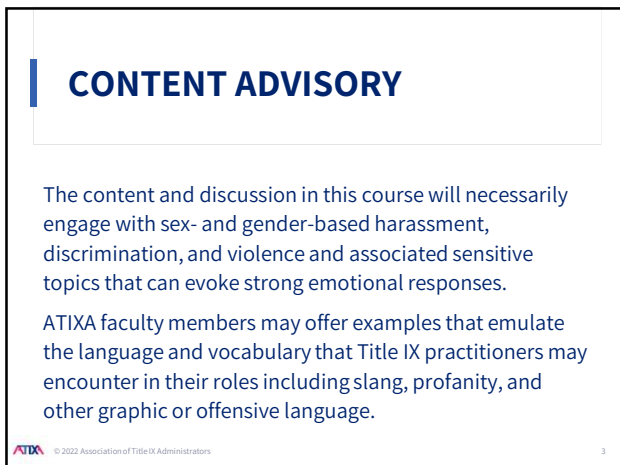 CONTENT ADVISORY
The content and discussion in this course will necessarily
engage with sex- and gender-based harassment,
discrimination, and violence and associated sensitive
topics that can evoke strong emotional responses.
ATIXA faculty members may offer examples that emulate
the language and vocabulary that Title IX practitioners may
encounter in their roles including slang, profanity, and
other graphic or offensive language.
ATIXA © 2022 Association of Title IX Administrators 3